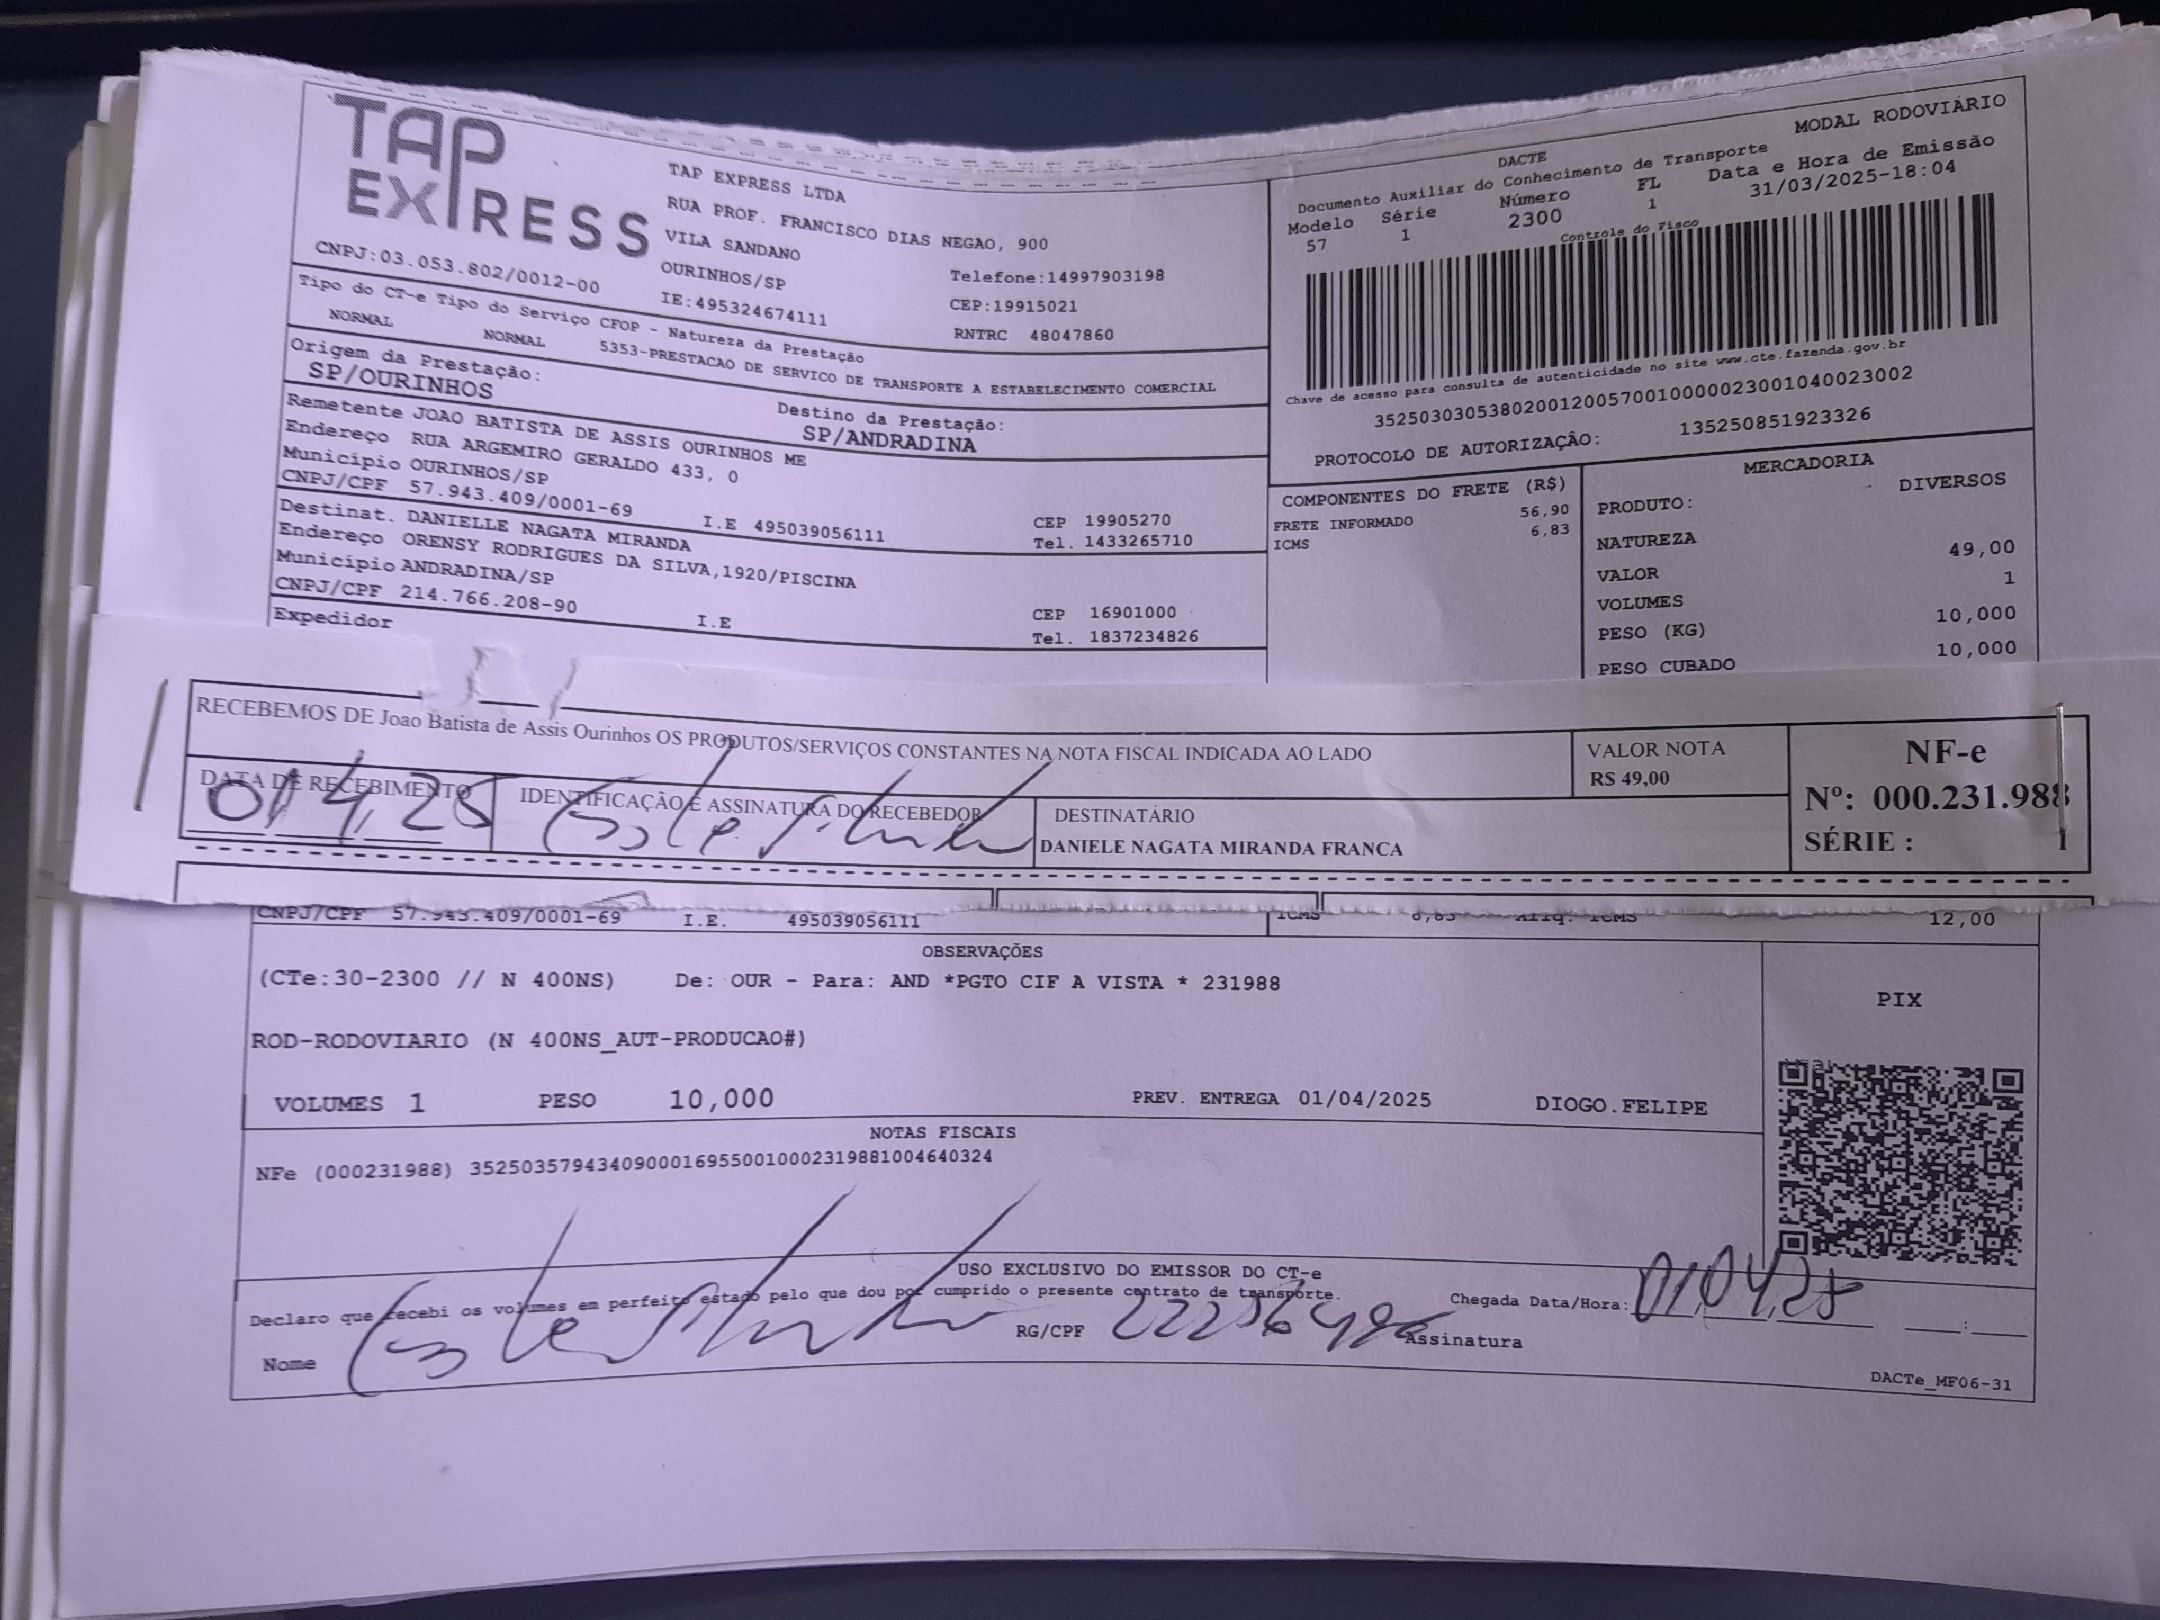 TAP
EXPRESS
TAP EXPRESS LTDA
RUA PROF. FRANCISCO DIAS NEGAO, 900
VILA SANDANO
OURINHOS/SP
Telefone:14997903198
CNPJ:03.053.802/0012-00
IE:495324674111
CEP:19915021
RNTRC 48047860
Tipo do CT-e Tipo do Serviço CFOP - Natureza da Prestação
NORMAL NORMAL 5353-PRESTACAO DE SERVICO DE TRANSPORTE A ESTABELECIMENTO COMERCIAL
Origem da Prestação:
SP/OURINHOS
Destino da Prestação:
SP/ANDRADINA
Remetente JOAO BATISTA DE ASSIS OURINHOS ME
Endereço RUA ARGEMIRO GERALDO 433, 0
Município OURINHOS/SP
CEP 19905270
CNPJ/CPF 57.943.409/0001-69 I.E 495039056111 Tel. 1433265710
Destinat. DANIELLE NAGATA MIRANDA
Endereço ORENSY RODRIGUES DA SILVA,1920/PISCINA
Município ANDRADINA/SP
CEP 16901000
CNPJ/CPF 214.766.208-90 I.E Tel. 1837234826
Expedidor
MODAL RODOVIÁRIO
DACTE
Documento Auxiliar do Conhecimento de Transporte
Modelo Série Número FL Data e Hora de Emissão
57 1 2300 1 31/03/2025-18:04
Controle do Fisco
Chave de acesso para consulta de autenticidade no site www.cte.fazenda.gov.br
35250303053802001200570010000023001040023002
PROTOCOLO DE AUTORIZAÇÃO: 135250851923326
COMPONENTES DO FRETE (R$)
FRETE INFORMADO 56,90
ICMS 6,83
MERCADORIA
PRODUTO: DIVERSOS
NATUREZA
VALOR 49,00
VOLUMES 1
PESO (KG) 10,000
PESO CUBADO 10,000
RECEBEMOS DE Joao Batista de Assis Ourinhos OS PRODUTOS/SERVIÇOS CONSTANTES NA NOTA FISCAL INDICADA AO LADO
VALOR NOTA
R$ 49,00
NF-e
Nº: 000.231.988
SÉRIE : 1
DATA DE RECEBIMENTO
01/4/25
IDENTIFICAÇÃO E ASSINATURA DO RECEBEDOR
DESTINATÁRIO
DANIELE NAGATA MIRANDA FRANCA
CNPJ/CPF 57.943.409/0001-69 I.E. 495039056111
ICMS 6,83 Aliq. ICMS 12,00
OBSERVAÇÕES
(CTe:30-2300 // N 400NS) De: OUR - Para: AND *PGTO CIF A VISTA * 231988
ROD-RODOVIARIO (N 400NS_AUT-PRODUCAO#)
VOLUMES 1 PESO 10,000 PREV. ENTREGA 01/04/2025 DIOGO.FELIPE
PIX
NOTAS FISCAIS
NFe (000231988) 35250357943409000169550010002319881004640324
USO EXCLUSIVO DO EMISSOR DO CT-e
Declaro que recebi os volumes em perfeito estado pelo que dou por cumprido o presente contrato de transporte.
Chegada Data/Hora: 01/04/25 __:__
Nome
RG/CPF
Assinatura
DACTe_MF06-31